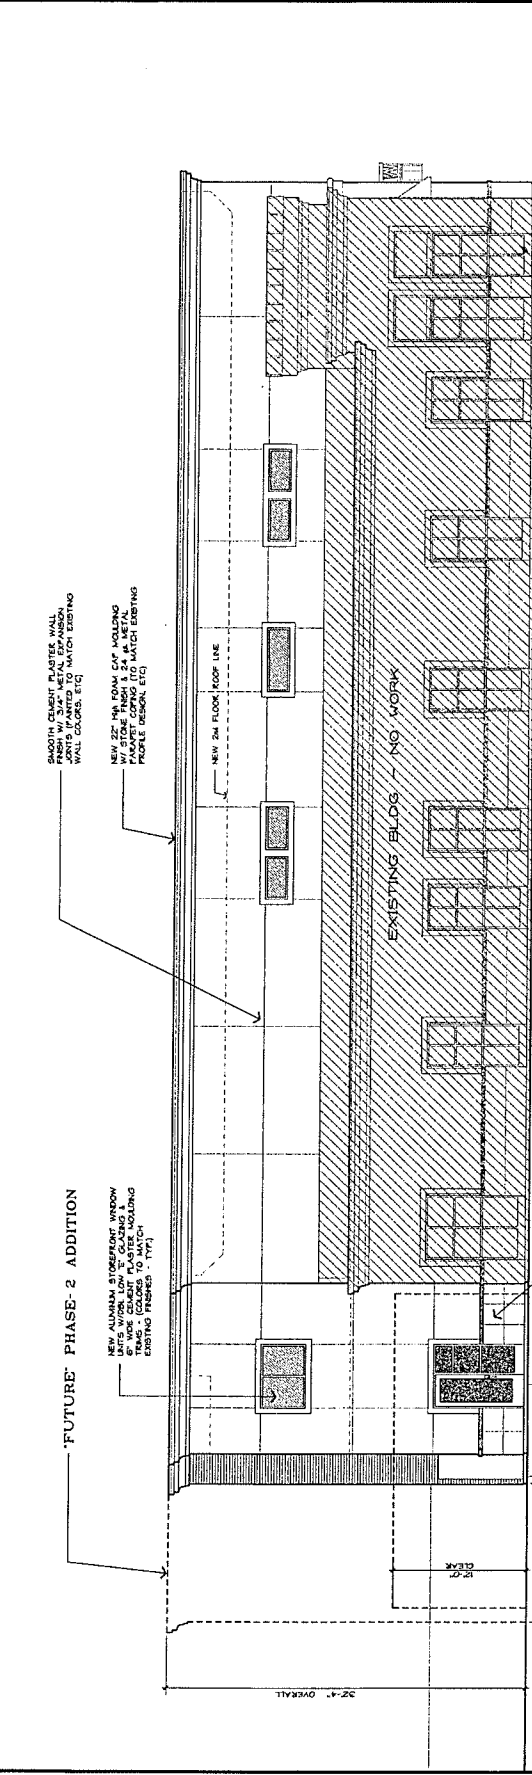 "FUTURE" PHASE-2 ADDITION
NEW ALUMINUM STOREFRONT WINDOW
UNITS W/DBL LOW "E" GLAZING &
6" WIDE CEMENT PLASTER MOULDING
TRIMS - (COLORS TO MATCH
EXISTING FINISHES - TYP.)
SMOOTH CEMENT PLASTER WALL
FINISH W/ 3/4" METAL EXPANSION
JOINTS (PAINTED TO MATCH EXISTING
WALL COLORS, ETC)
NEW 22" High FOAM CAP MOULDING
W/ STONE FINISH & 24 ga METAL
PARAPET COPING (TO MATCH EXISTING
PROFILE DESIGN, ETC)
NEW 2nd FLOOR ROOF LINE
EXISTING BLDG - NO WORK
12'-0"
CLEAR
32'-4" OVERALL